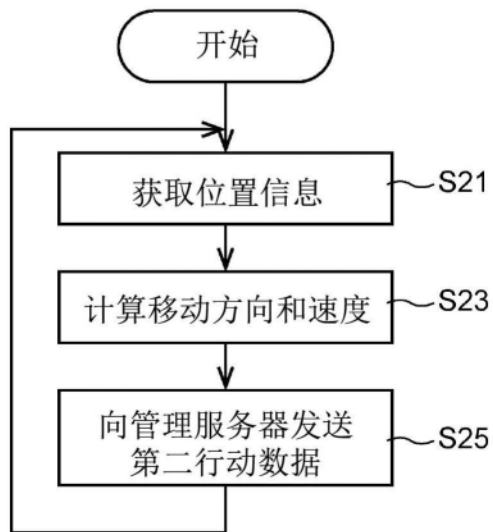 开始
获取位置信息
S21
计算移动方向和速度
S23
向管理服务器发送
第二行动数据
S25